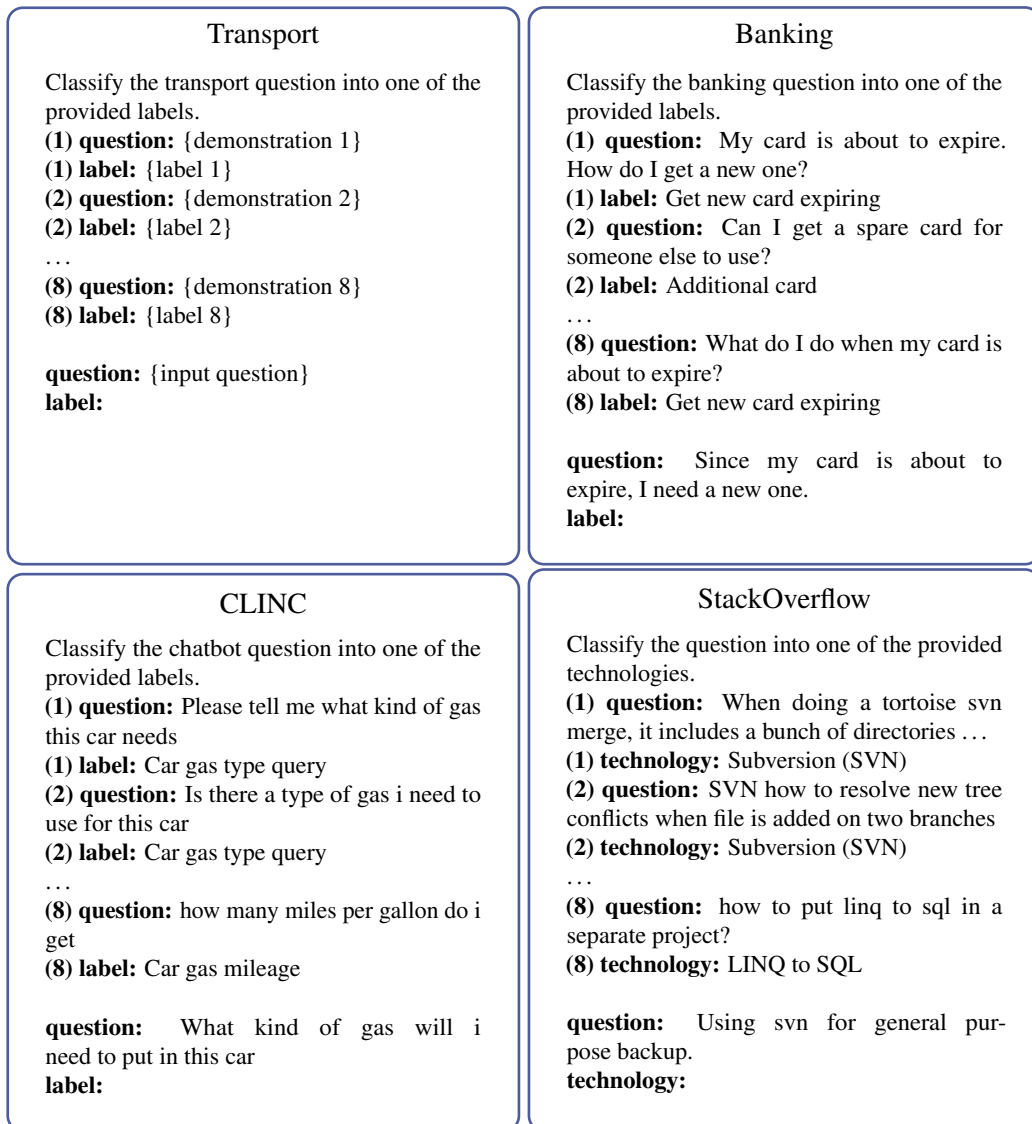 Transport
Classify the transport question into one of the
provided labels.
(1) question: {demonstration 1}
(1) label: {label 1}
(2) question: {demonstration 2}
(2) label: {label 2}
...
(8) question: {demonstration 8}
(8) label: {label 8}
question: {input question}
label:
Banking
Classify the banking question into one of the
provided labels.
(1) question: My card is about to expire.
How do I get a new one?
(1) label: Get new card expiring
(2) question: Can I get a spare card for
someone else to use?
(2) label: Additional card
...
(8) question: What do I do when my card is
about to expire?
(8) label: Get new card expiring
question: Since my card is about to
expire, I need a new one.
label:
CLINC
Classify the chatbot question into one of the
provided labels.
(1) question: Please tell me what kind of gas
this car needs
(1) label: Car gas type query
(2) question: Is there a type of gas i need to
use for this car
(2) label: Car gas type query
...
(8) question: how many miles per gallon do i
get
(8) label: Car gas mileage
question: What kind of gas will i
need to put in this car
label:
StackOverflow
Classify the question into one of the provided
technologies.
(1) question: When doing a tortoise svn
merge, it includes a bunch of directories ...
(1) technology: Subversion (SVN)
(2) question: SVN how to resolve new tree
conflicts when file is added on two branches
(2) technology: Subversion (SVN)
...
(8) question: how to put linq to sql in a
separate project?
(8) technology: LINQ to SQL
question: Using svn for general pur-
pose backup.
technology: